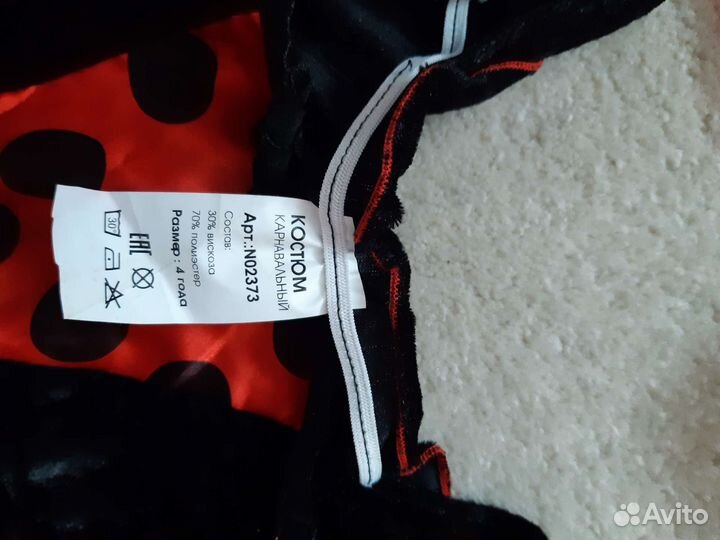 КОСТЮМ
КАРНАВАЛЬНЫЙ
Арт.:N02373
Состав:
30% вискоза
70% полиэстер
Размер : 4 года
EAC
30°
Avito